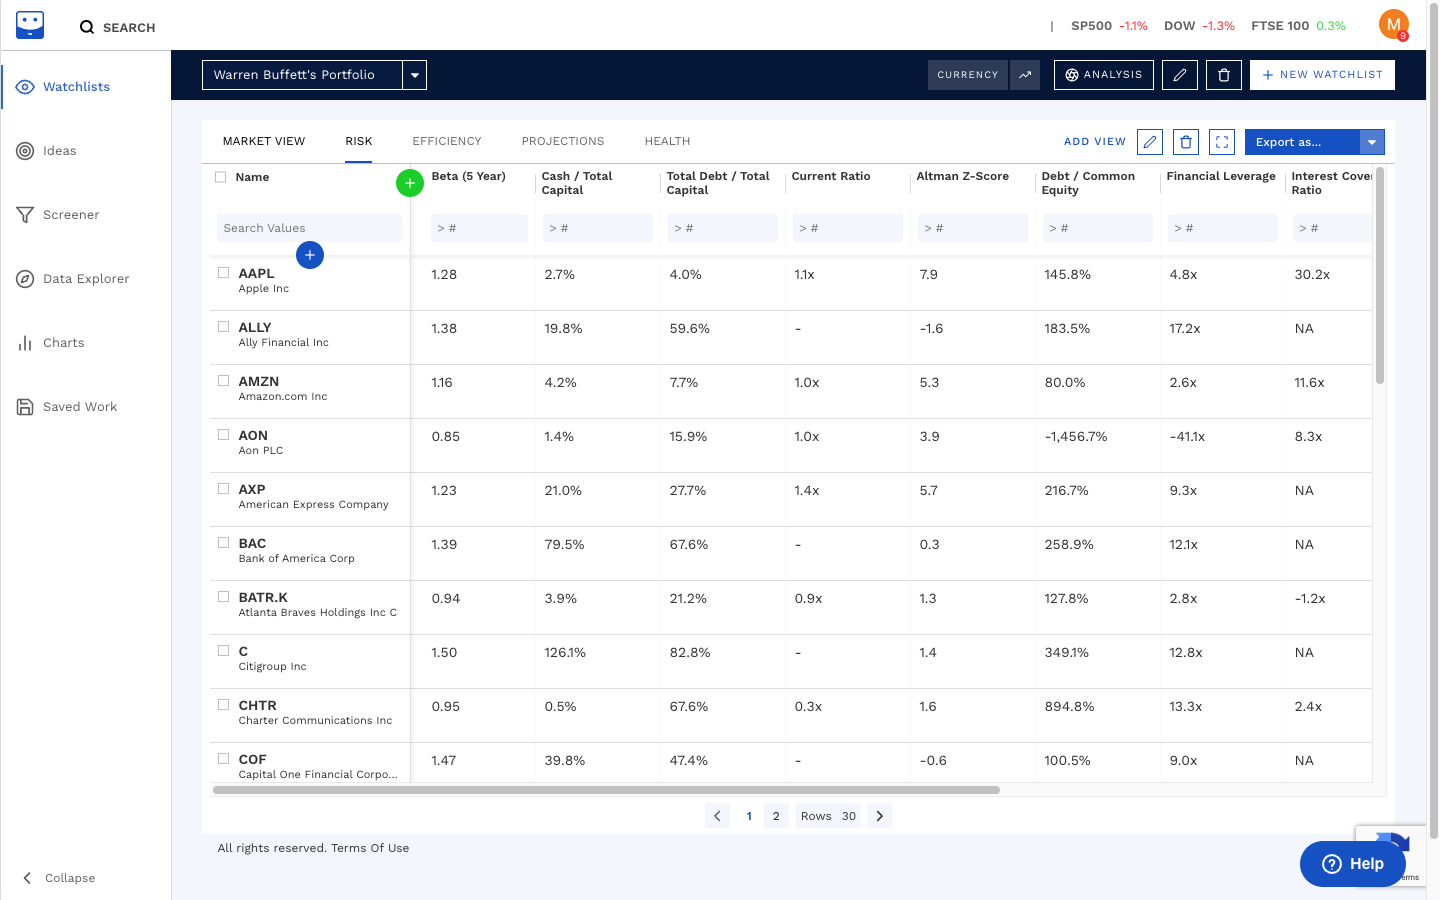 SEARCH
| SP500 -1.1% DOW -1.3% FTSE 100 0.3%
M
9
Watchlists
Ideas
Screener
Data Explorer
Charts
Saved Work
Collapse
Warren Buffett's Portfolio
CURRENCY
ANALYSIS
NEW WATCHLIST
MARKET VIEW RISK EFFICIENCY PROJECTIONS HEALTH
ADD VIEW
Export as...
Name
Beta (5 Year)
Cash / Total
Capital
Total Debt / Total
Capital
Current Ratio
Altman Z-Score
Debt / Common
Equity
Financial Leverage
Interest Cover
Ratio
Search Values > # > # > # > # > # > # > # > #
AAPL 1.28 2.7% 4.0% 1.1x 7.9 145.8% 4.8x 30.2x
Apple Inc
ALLY 1.38 19.8% 59.6% - -1.6 183.5% 17.2x NA
Ally Financial Inc
AMZN 1.16 4.2% 7.7% 1.0x 5.3 80.0% 2.6x 11.6x
Amazon.com Inc
AON 0.85 1.4% 15.9% 1.0x 3.9 -1,456.7% -41.1x 8.3x
Aon PLC
AXP 1.23 21.0% 27.7% 1.4x 5.7 216.7% 9.3x NA
American Express Company
BAC 1.39 79.5% 67.6% - 0.3 258.9% 12.1x NA
Bank of America Corp
BATR.K 0.94 3.9% 21.2% 0.9x 1.3 127.8% 2.8x -1.2x
Atlanta Braves Holdings Inc C
C 1.50 126.1% 82.8% - 1.4 349.1% 12.8x NA
Citigroup Inc
CHTR 0.95 0.5% 67.6% 0.3x 1.6 894.8% 13.3x 2.4x
Charter Communications Inc
COF 1.47 39.8% 47.4% - -0.6 100.5% 9.0x NA
Capital One Financial Corpo...
1 2 Rows 30
All rights reserved. Terms Of Use
Help